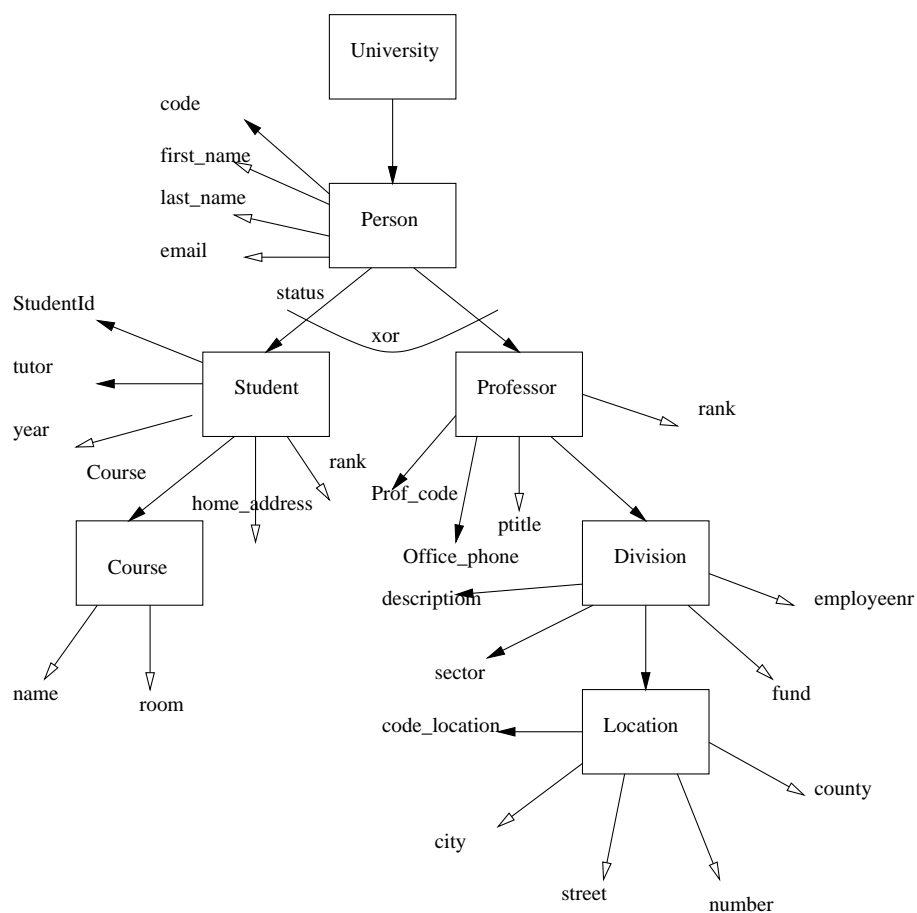 University
code
first_name
last_name
Person
email
status
StudentId
xor
tutor
Student
Professor
rank
year
rank
Course
Prof_code
home_address
ptitle
Office_phone
Course
Division
descriptiom
employeenr
sector
name
room
fund
code_location
Location
county
city
street
number